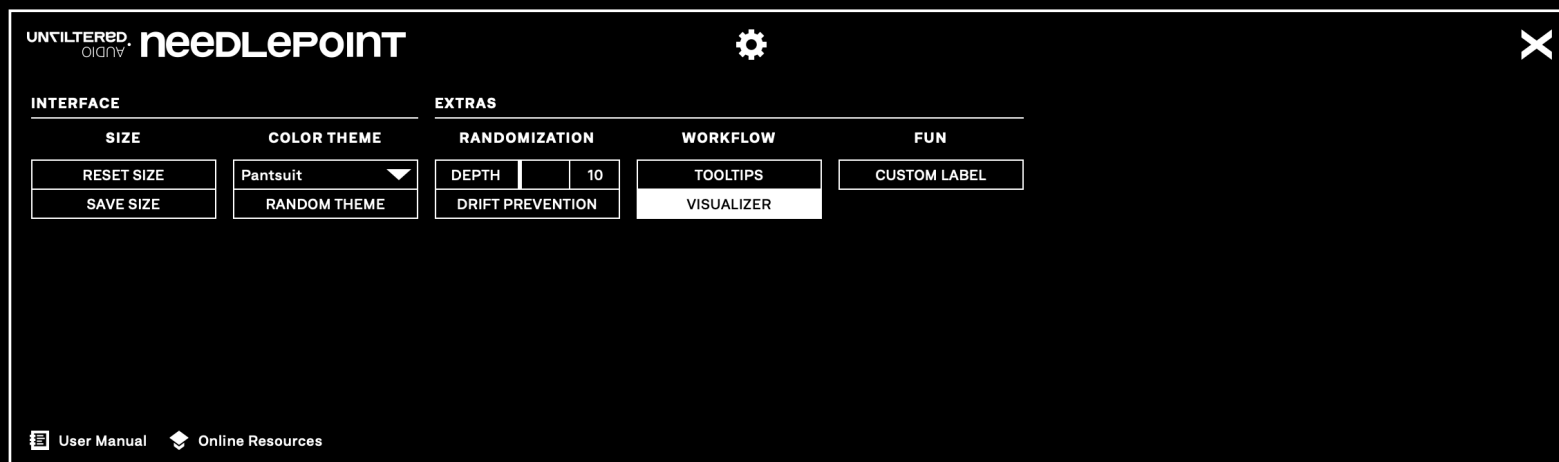 UNFILTERED. AUDIO NEEDLEPOINT
INTERFACE
SIZE
RESET SIZE
SAVE SIZE
COLOR THEME
Pantsuit
RANDOM THEME
EXTRAS
RANDOMIZATION
DEPTH 10
DRIFT PREVENTION
WORKFLOW
TOOLTIPS
VISUALIZER
FUN
CUSTOM LABEL
User Manual
Online Resources